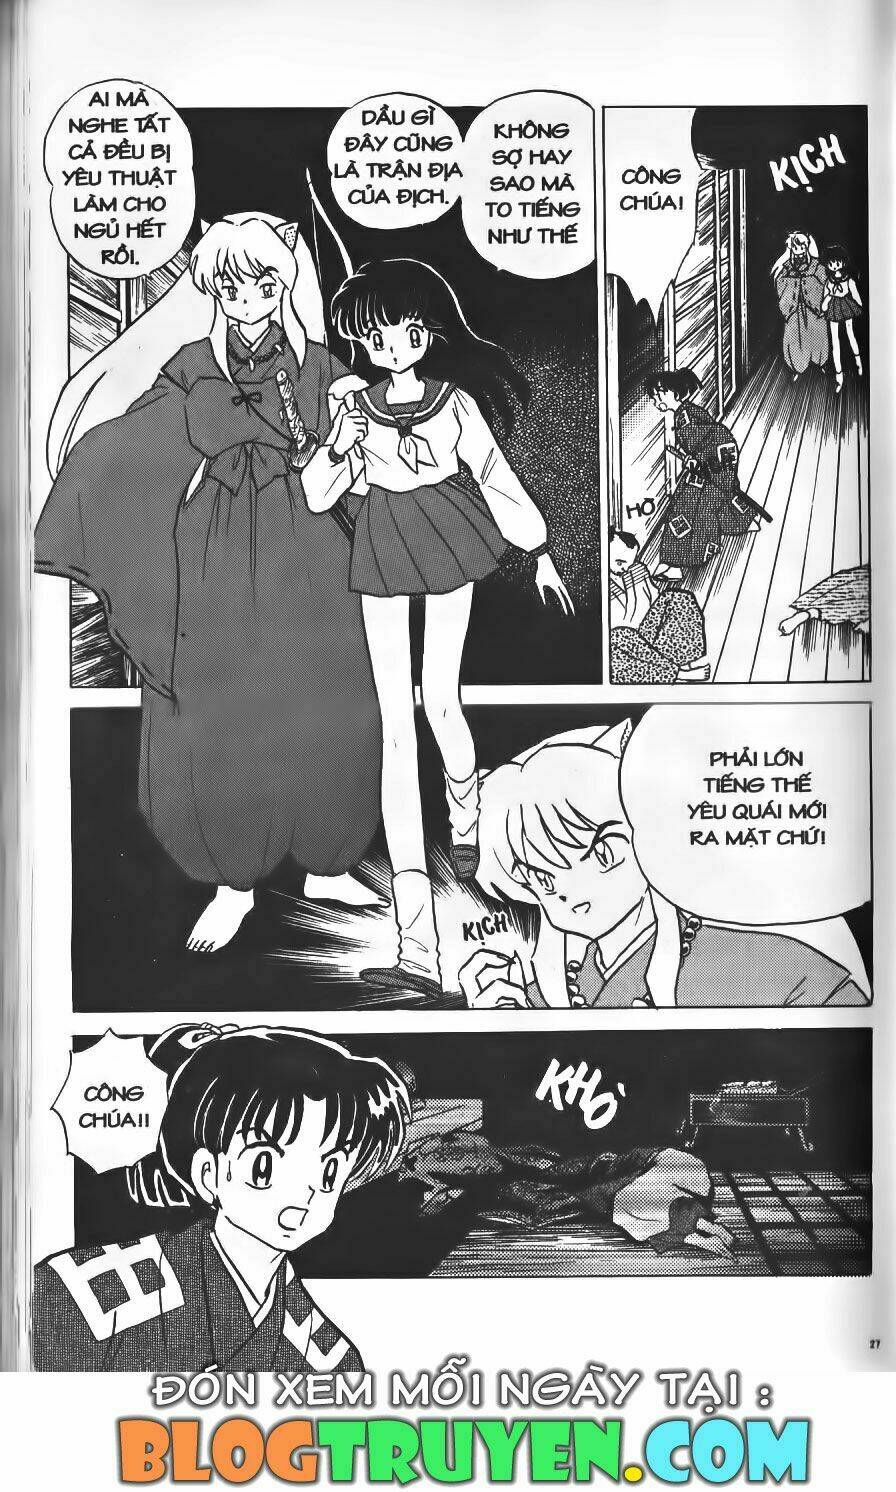 KỊCH
CÔNG
CHÚA!
HỜ
KHÔNG
SỢ HAY
SAO MÀ
TO TIẾNG
NHƯ THẾ
DẦU GÌ
ĐÂY CŨNG
LÀ TRẬN ĐỊA
CỦA ĐỊCH.
AI MÀ
NGHE TẤT
CẢ ĐỀU BỊ
YÊU THUẬT
LÀM CHO
NGỦ HẾT
RỒI.
PHẢI LỚN
TIẾNG THẾ
YÊU QUÁI MỚI
RA MẶT CHỨ!
KỊCH
CÔNG
CHÚA!!
KHÒ
27
ĐÓN XEM MỖI NGÀY TẠI :
BLOGTRUYEN.COM